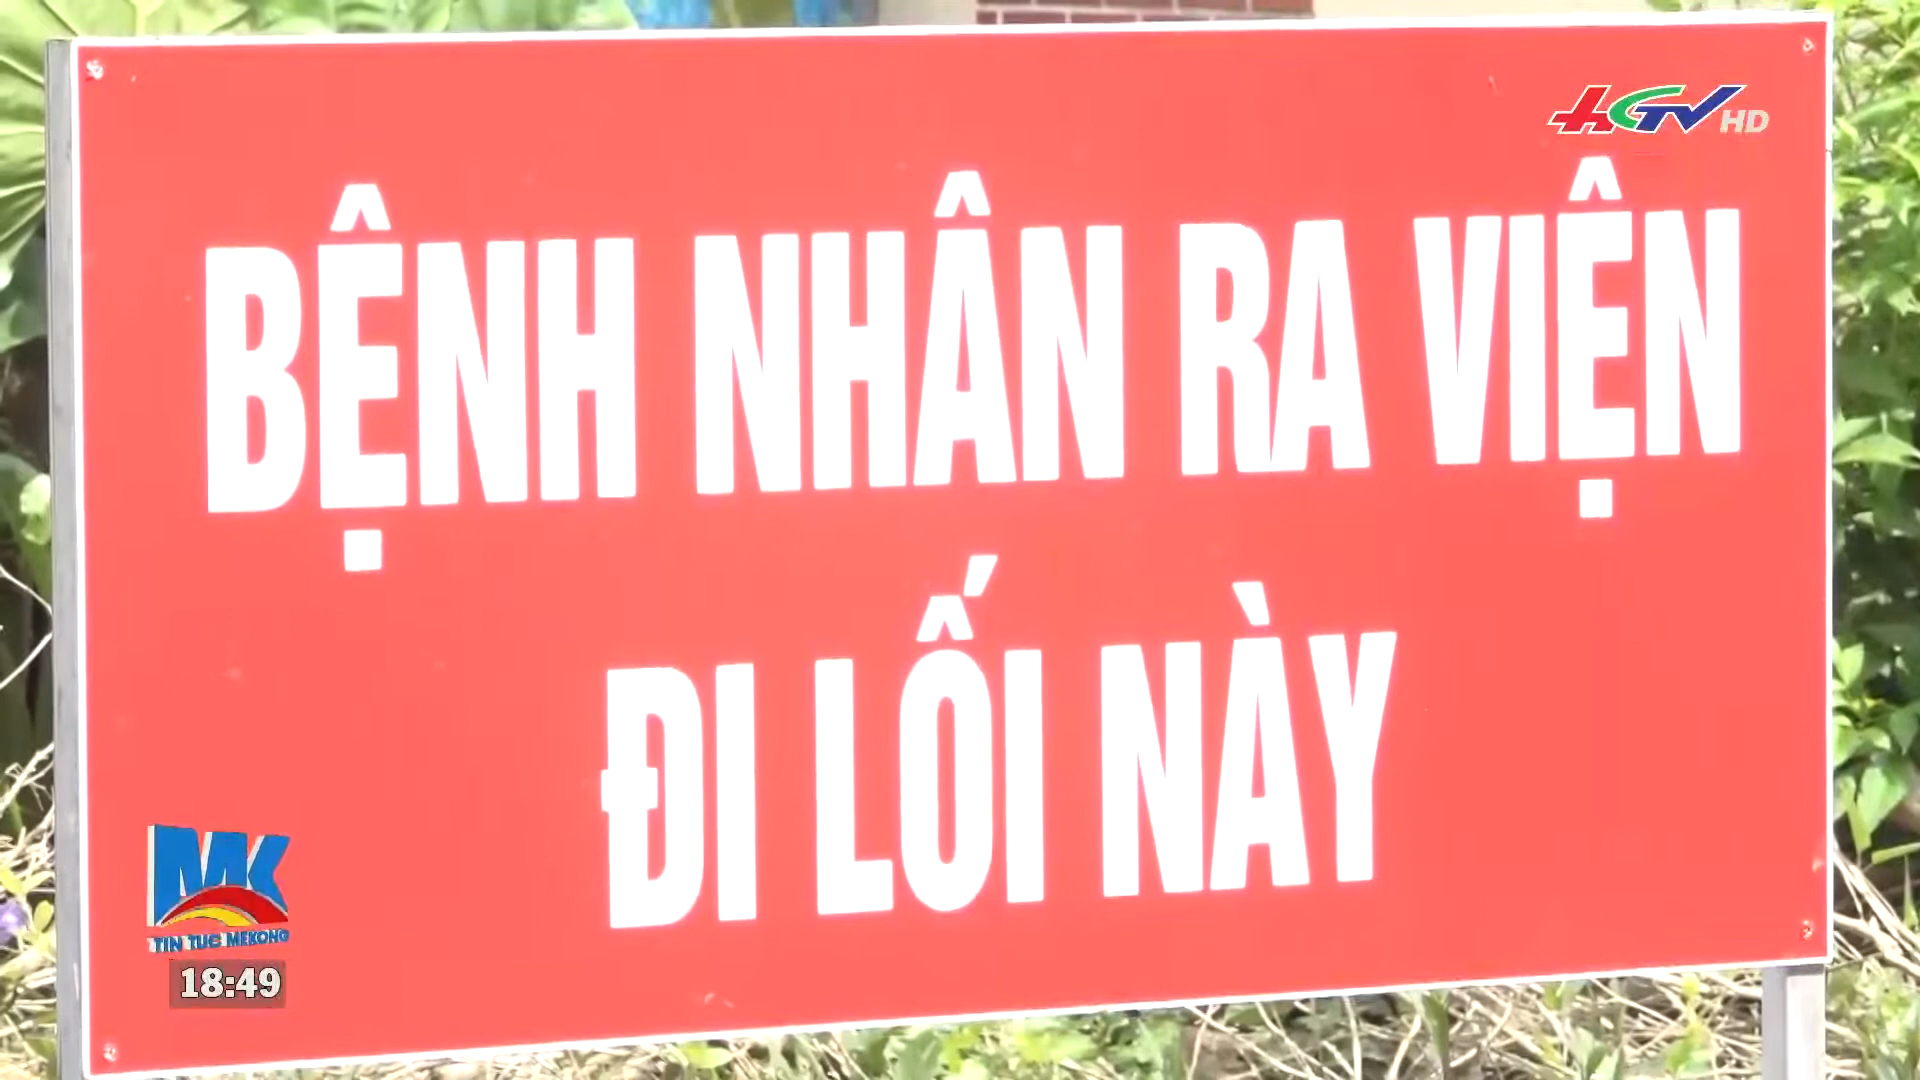 HGTV HD
BỆNH NHÂN RA VIỆN
ĐI LỐI NÀY
MK
TIN TUC MEKONG
18:49